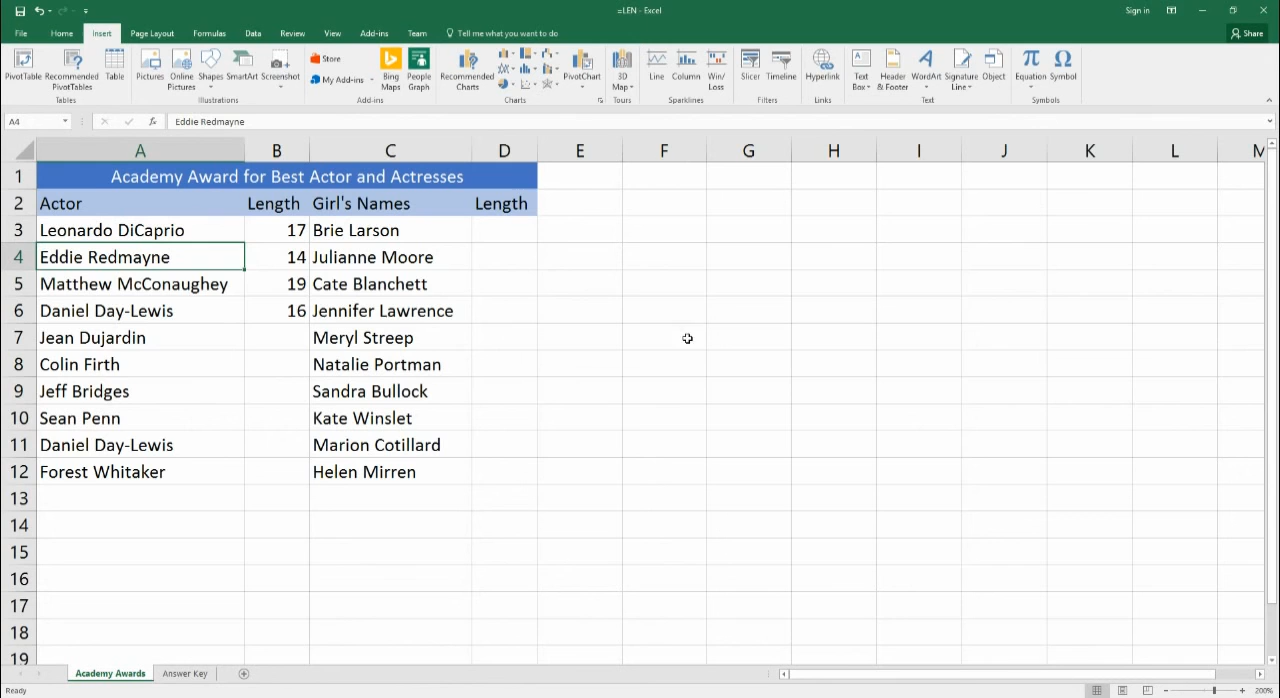 =LEN - Excel
Sign in
File Home Insert Page Layout Formulas Data Review View Add-ins Team Tell me what you want to do
Share
PivotTable Recommended PivotTables Table Pictures Online Pictures Shapes SmartArt Screenshot Store My Add-ins Bing Maps People Graph Recommended Charts PivotChart 3D Map Line Column Win/Loss Slicer Timeline Hyperlink Text Box Header & Footer WordArt Signature Line Object Equation Symbol
Tables Illustrations Add-ins Charts Tours Sparklines Filters Links Text Symbols
A4 fx Eddie Redmayne
A B C D E F G H I J K L M
1 Academy Award for Best Actor and Actresses
2 Actor Length Girl's Names Length
3 Leonardo DiCaprio 17 Brie Larson
4 Eddie Redmayne 14 Julianne Moore
5 Matthew McConaughey 19 Cate Blanchett
6 Daniel Day-Lewis 16 Jennifer Lawrence
7 Jean Dujardin Meryl Streep
8 Colin Firth Natalie Portman
9 Jeff Bridges Sandra Bullock
10 Sean Penn Kate Winslet
11 Daniel Day-Lewis Marion Cotillard
12 Forest Whitaker Helen Mirren
13
14
15
16
17
18
19
Academy Awards Answer Key
Ready 200%